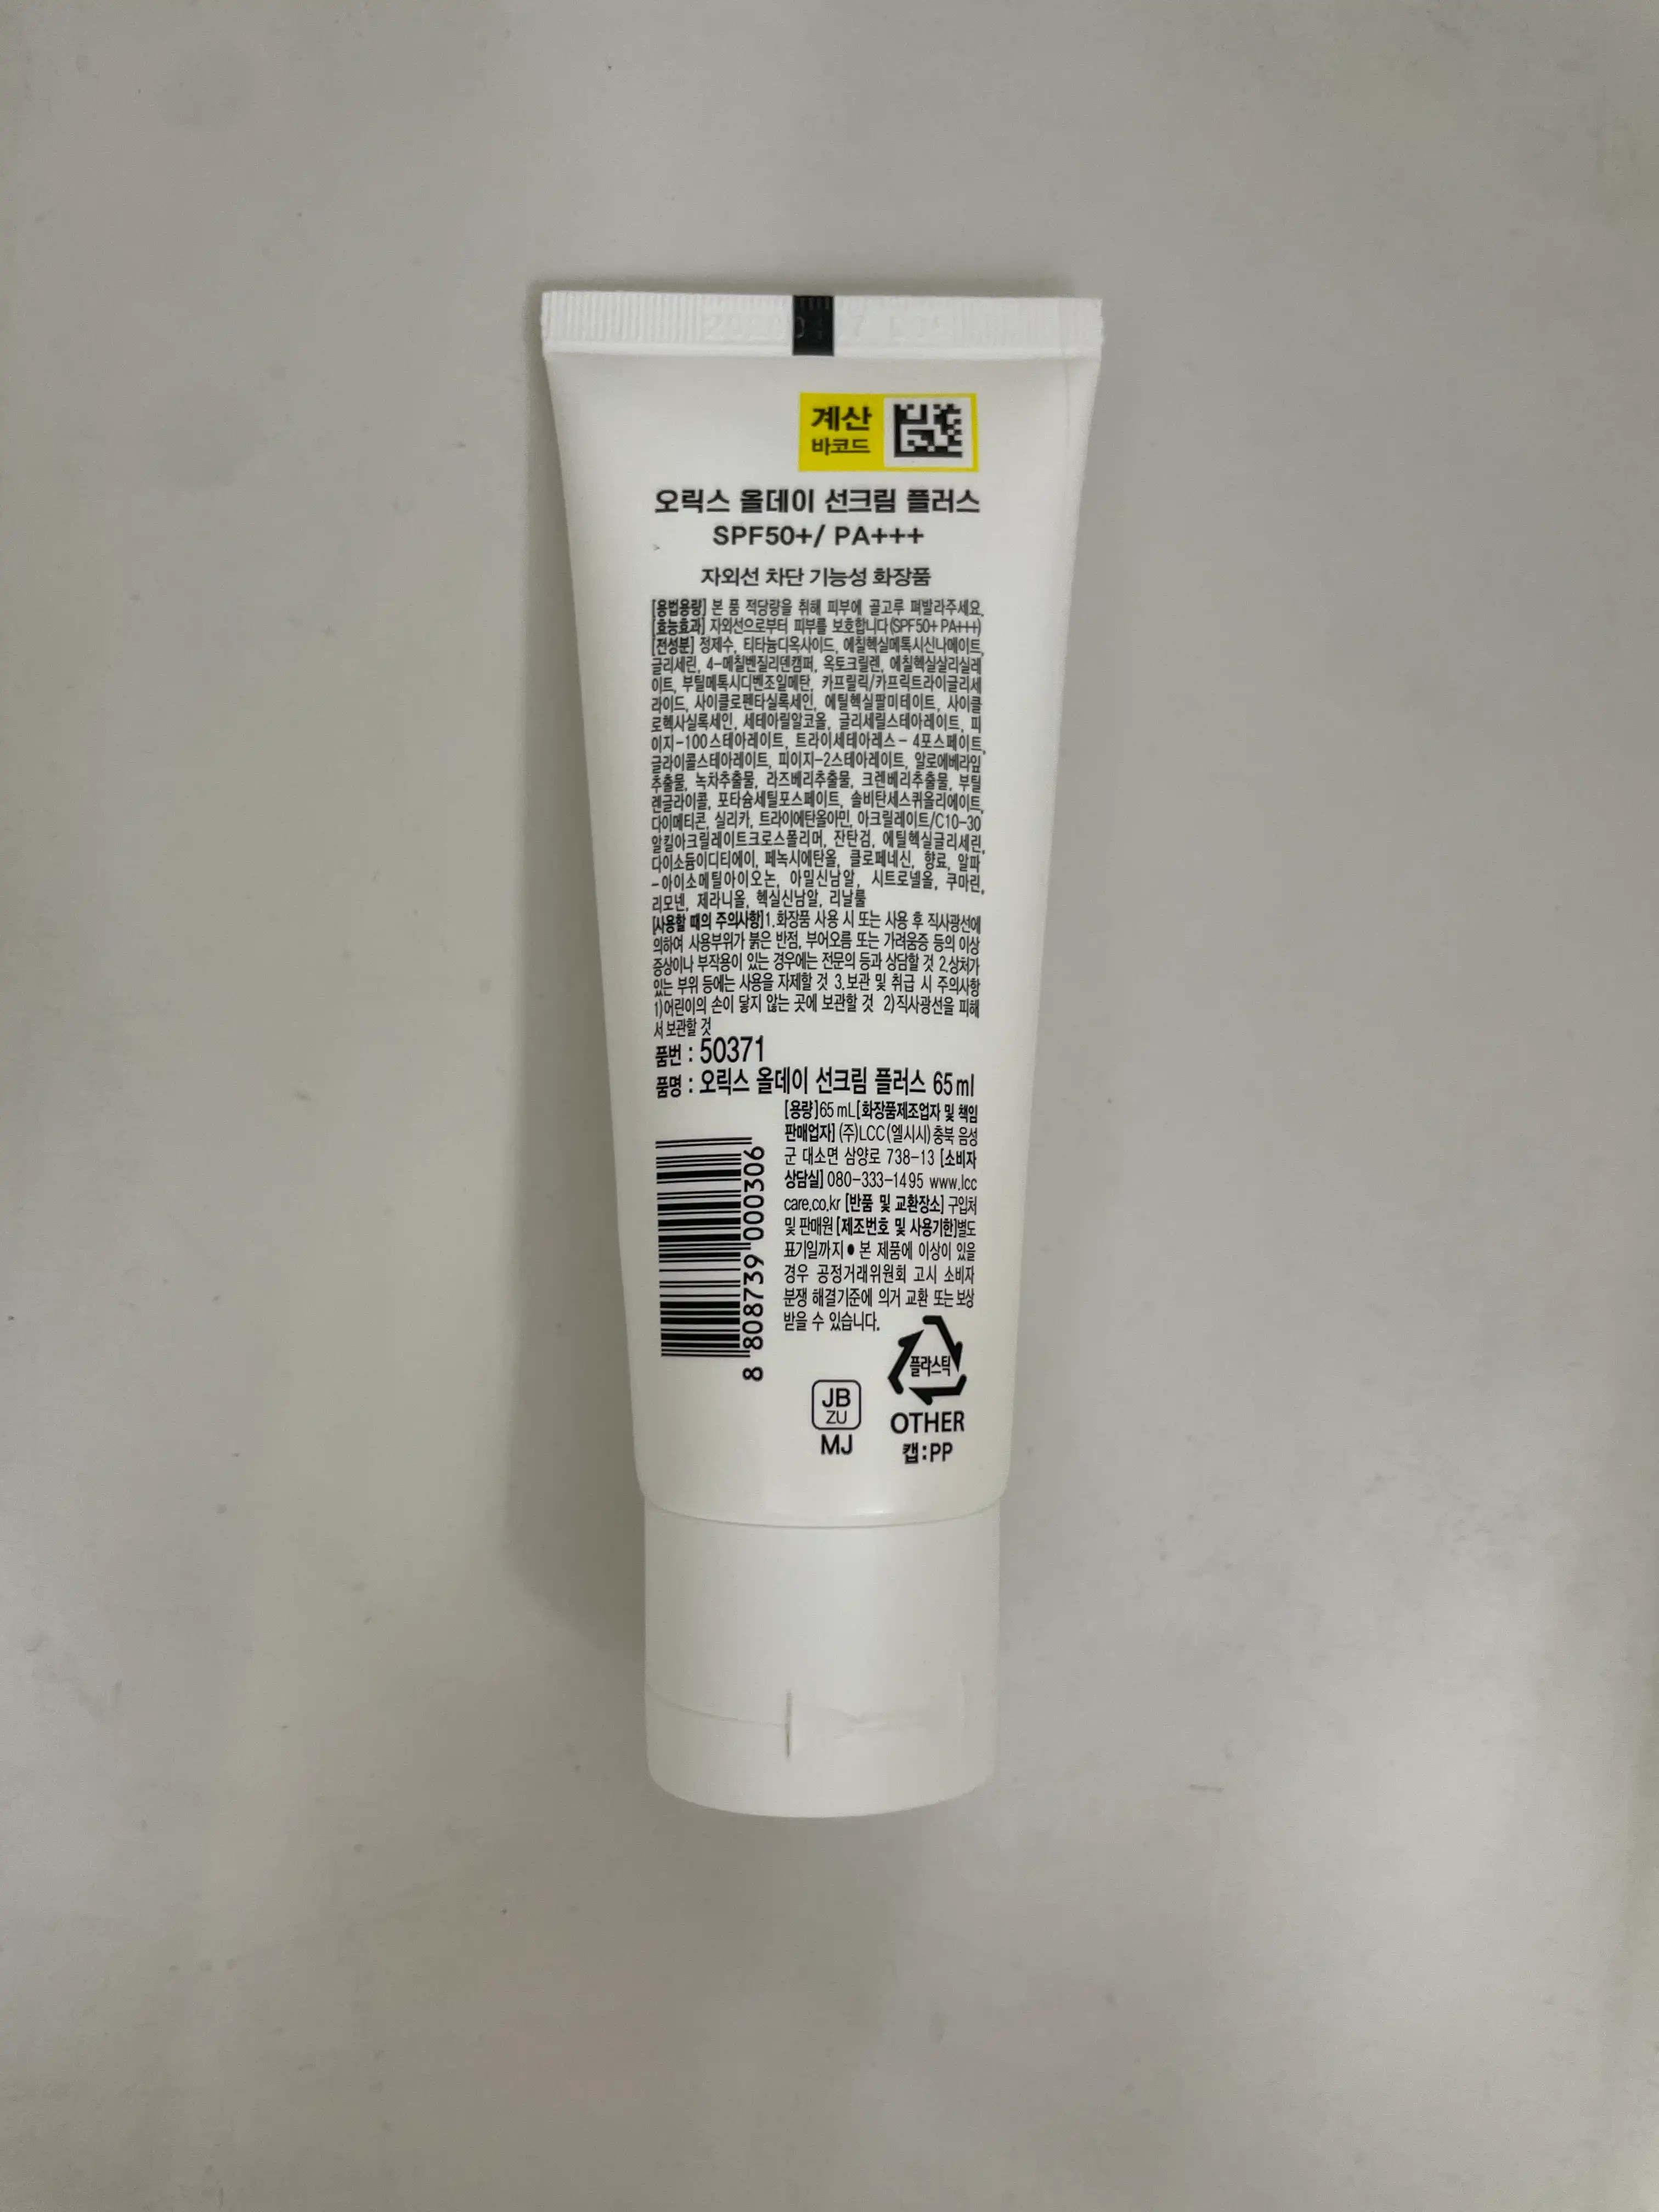 계산
바코드
오릭스 올데이 선크림 플러스
SPF50+/ PA+++
자외선 차단 기능성 화장품
[용법용량] 본 품 적당량을 취해 피부에 골고루 펴발라주세요.
[효능효과] 자외선으로부터 피부를 보호합니다(SPF50+ PA+++)
[전성분] 정제수, 티타늄디옥사이드, 에칠헥실메톡시신나메이트,
글리세린, 4-메칠벤질리덴캠퍼, 옥토크릴렌, 에칠헥실살리실레
이트, 부틸메톡시디벤조일메탄, 카프릴릭/카프릭트라이글리세
라이드, 사이클로펜타실록세인, 에틸헥실팔미테이트, 사이클
로헥사실록세인, 세테아릴알코올, 글리세릴스테아레이트, 피
이지-100스테아레이트, 트라이세테아레스-4포스페이트,
글라이콜스테아레이트, 피이지-2스테아레이트, 알로에베라잎
추출물, 녹차추출물, 라즈베리추출물, 크렌베리추출물, 부틸
렌글라이콜, 포타슘세틸포스페이트, 솔비탄세스퀴올리에이트,
다이메티콘, 실리카, 트라이에탄올아민, 아크릴레이트/C10-30
알킬아크릴레이트크로스폴리머, 잔탄검, 에틸헥실글리세린,
다이소듐이디티에이, 페녹시에탄올, 클로페네신, 향료, 알파
-아이소메틸아이오논, 아밀신남알, 시트로넬올, 쿠마린,
리모넨, 제라니올, 헥실신남알, 리날룰
[사용할 때의 주의사항]1.화장품 사용 시 또는 사용 후 직사광선에
의하여 사용부위가 붉은 반점, 부어오름 또는 가려움증 등의 이상
증상이나 부작용이 있는 경우에는 전문의 등과 상담할 것 2.상처가
있는 부위 등에는 사용을 자제할 것 3.보관 및 취급 시 주의사항
1)어린이의 손이 닿지 않는 곳에 보관할 것 2)직사광선을 피해
서 보관할 것
품번 : 50371
품명 : 오릭스 올데이 선크림 플러스 65ml
[용량]65mL[화장품제조업자 및 책임
판매업자] (주)LCC(엘시시) 충북 음성
군 대소면 삼양로 738-13 [소비자
상담실] 080-333-1495 www.lcc
care.co.kr [반품 및 교환장소] 구입처
및 판매원 [제조번호 및 사용기한]별도
표기일까지 ● 본 제품에 이상이 있을
경우 공정거래위원회 고시 소비자
분쟁 해결기준에 의거 교환 또는 보상
받을 수 있습니다.
8 808739 000306
플라스틱
OTHER
캡:PP
JB
ZU
MJ